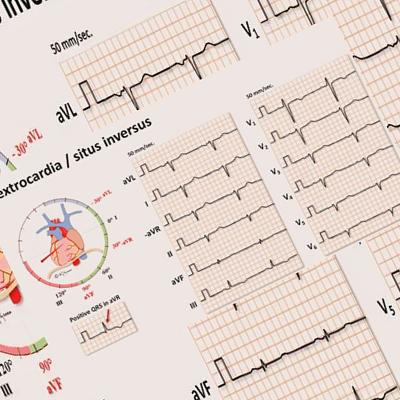 50 mm/sec.
V1
aVL
- 30° aVL
extrocardia / situs inversus
50 mm/sec.
aVL
I
-aVR
II
aVF
III
50 mm/sec.
V1
V2
V3
V4
V5
V6
- 30° aVL
0° I
30° -aVR
60°
II
90°
aVF
120°
III
Positive QRS in aVR
120°
III
90°
aVF
V5
aVF